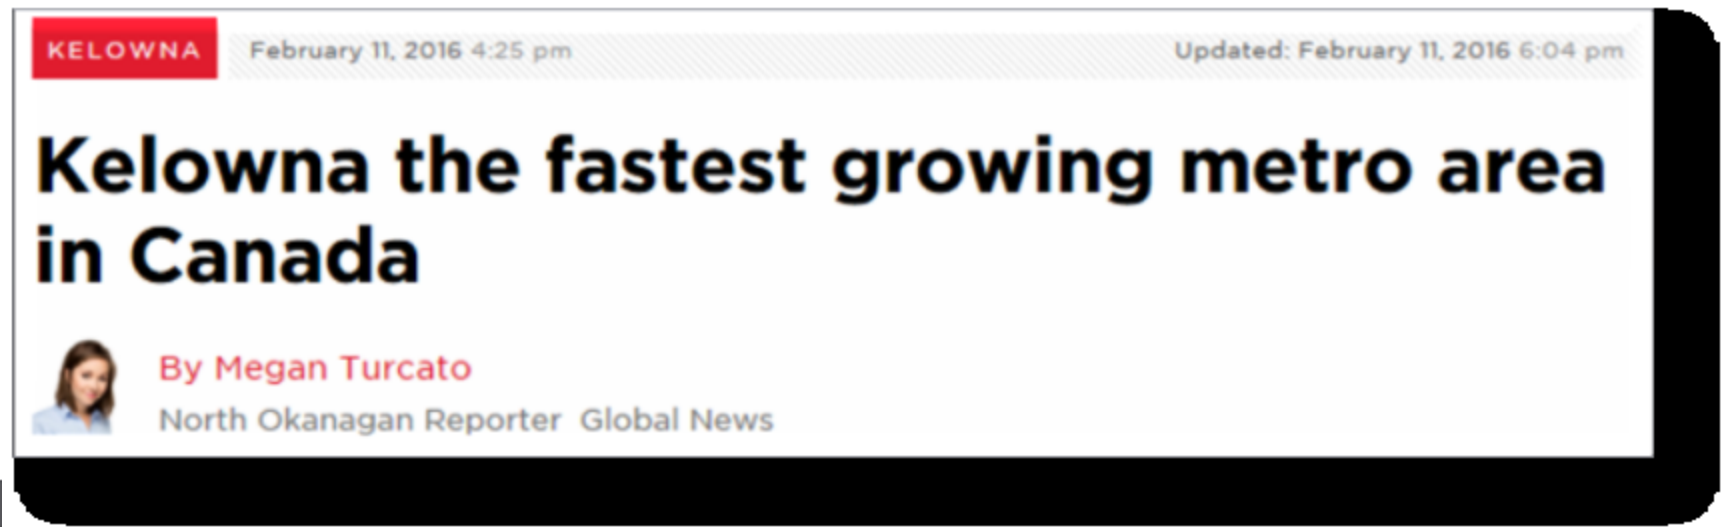 KELOWNA February 11, 2016 4:25 pm Updated: February 11, 2016 6:04 pm
Kelowna the fastest growing metro area
in Canada
By Megan Turcato
North Okanagan Reporter Global News